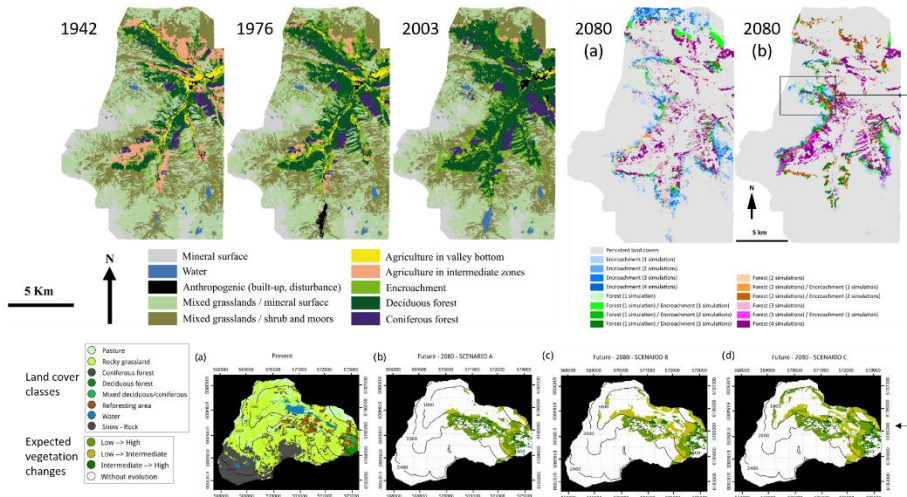 1942
1976
2003
2080
(a)
2080
(b)
N
5 km
5 Km
N
Mineral surface
Water
Anthropogenic (built-up, disturbance)
Mixed grasslands / mineral surface
Mixed grasslands / shrub and moors
Agriculture in valley bottom
Agriculture in intermediate zones
Encroachment
Deciduous forest
Coniferous forest
Persisted land covers
Encroachment (1 simulation)
Encroachment (2 simulations)
Encroachment (3 simulations)
Encroachment (4 simulations)
Forest (1 simulation)
Forest (1 simulation) / Encroachment (1 simulation)
Forest (1 simulation) / Encroachment (2 simulations)
Forest (1 simulation) / Encroachment (3 simulations)
Forest (2 simulations)
Forest (2 simulations) / Encroachment (1 simulation)
Forest (2 simulations) / Encroachment (2 simulations)
Forest (3 simulations)
Forest (3 simulations) / Encroachment (1 simulation)
Forest (4 simulations)
Land cover
classes
Pasture
Rocky grassland
Coniferous forest
Deciduous forest
Mixed deciduous/coniferous
Reforesting area
Water
Snow - Rock
Expected
vegetation
changes
Low --> High
Low --> Intermediate
Intermediate --> High
Without evolution
(a)
Present
(b)
Future - 2080 - SCENARIO A
(c)
Future - 2080 - SCENARIO B
(d)
Future - 2080 - SCENARIO C